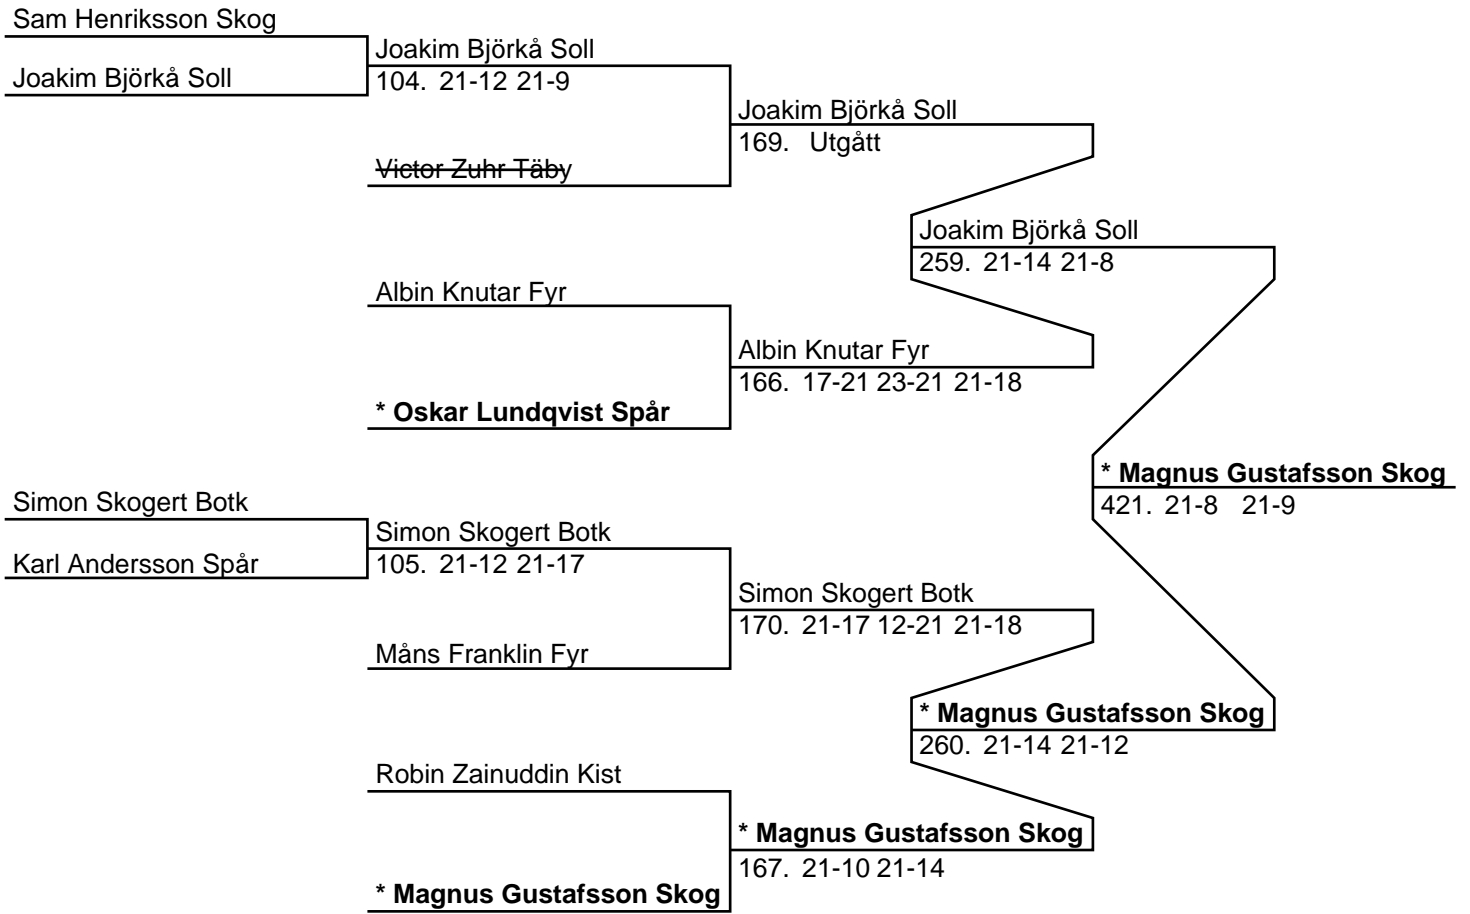 Sam Henriksson Skog
Joakim Björkå Soll
Joakim Björkå Soll
104. 21-12 21-9
Joakim Björkå Soll
169. Utgått
Victor Zuhr Täby
Joakim Björkå Soll
259. 21-14 21-8
Albin Knutar Fyr
Albin Knutar Fyr
166. 17-21 23-21 21-18
* Oskar Lundqvist Spår
* Magnus Gustafsson Skog
421. 21-8 21-9
Simon Skogert Botk
Simon Skogert Botk
Karl Andersson Spår
105. 21-12 21-17
Simon Skogert Botk
170. 21-17 12-21 21-18
Måns Franklin Fyr
* Magnus Gustafsson Skog
260. 21-14 21-12
Robin Zainuddin Kist
* Magnus Gustafsson Skog
167. 21-10 21-14
* Magnus Gustafsson Skog